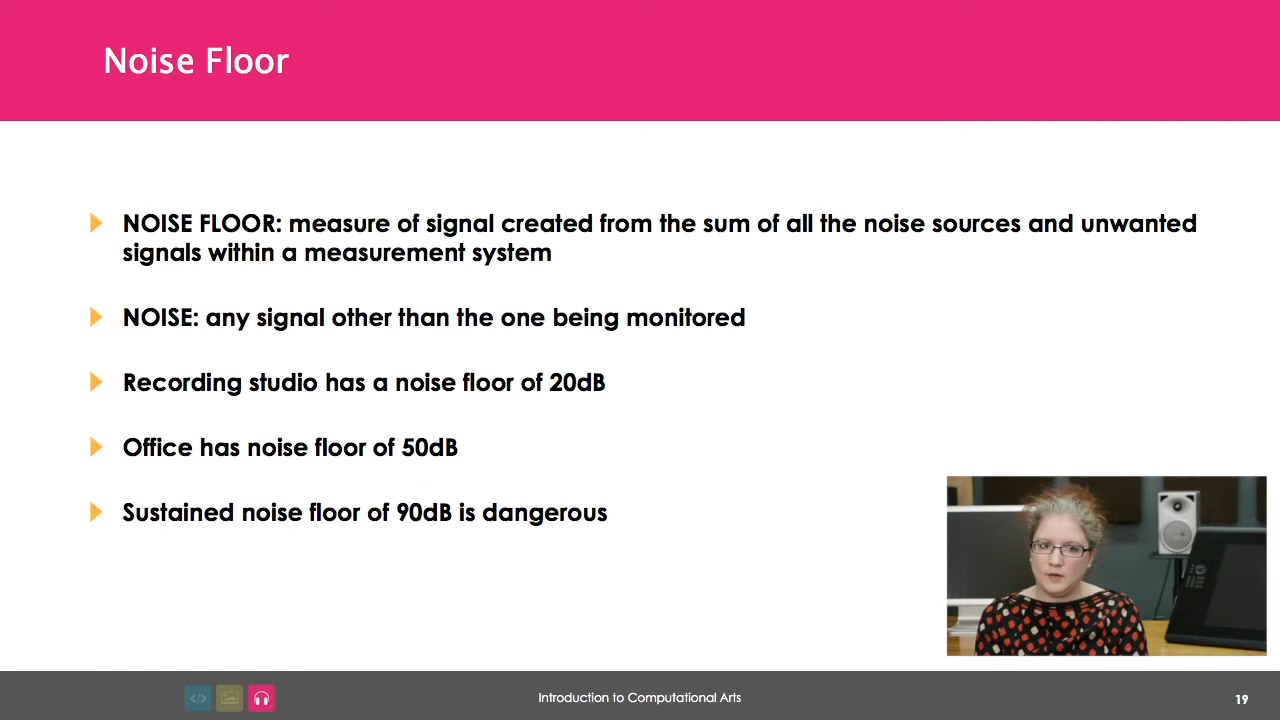 Noise Floor
NOISE FLOOR: measure of signal created from the sum of all the noise sources and unwanted
signals within a measurement system
NOISE: any signal other than the one being monitored
Recording studio has a noise floor of 20dB
Office has noise floor of 50dB
Sustained noise floor of 90dB is dangerous
</> Introduction to Computational Arts 19